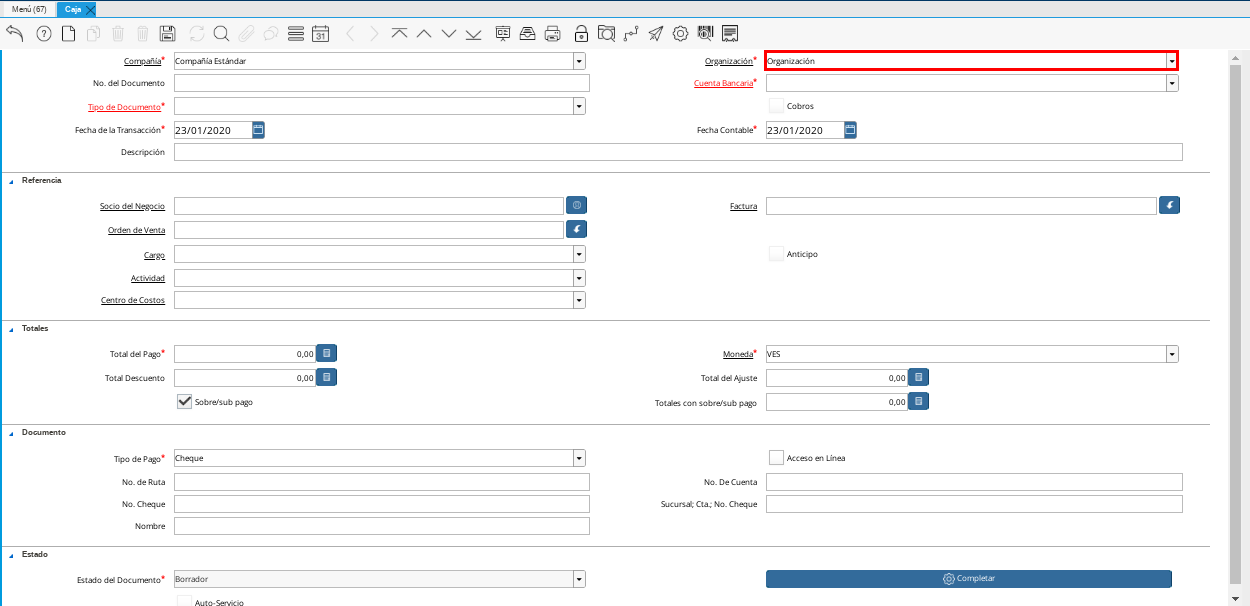 Menú (67) Caja
31
Compañía* Compañía Estándar Organización* Organización
No. del Documento Cuenta Bancaria*
Tipo de Documento* Cobros
Fecha de la Transacción* 23/01/2020 Fecha Contable* 23/01/2020
Descripción
Referencia
Socio del Negocio Factura
Orden de Venta
Cargo Anticipo
Actividad
Centro de Costos
Totales
Total del Pago* 0,00 Moneda* VES
Total Descuento 0,00 Total del Ajuste 0,00
Sobre/sub pago Totales con sobre/sub pago 0,00
Documento
Tipo de Pago* Cheque Acceso en Línea
No. de Ruta No. De Cuenta
No. Cheque Sucursal; Cta.; No. Cheque
Nombre
Estado
Estado del Documento* Borrador Completar
Auto-Servicio